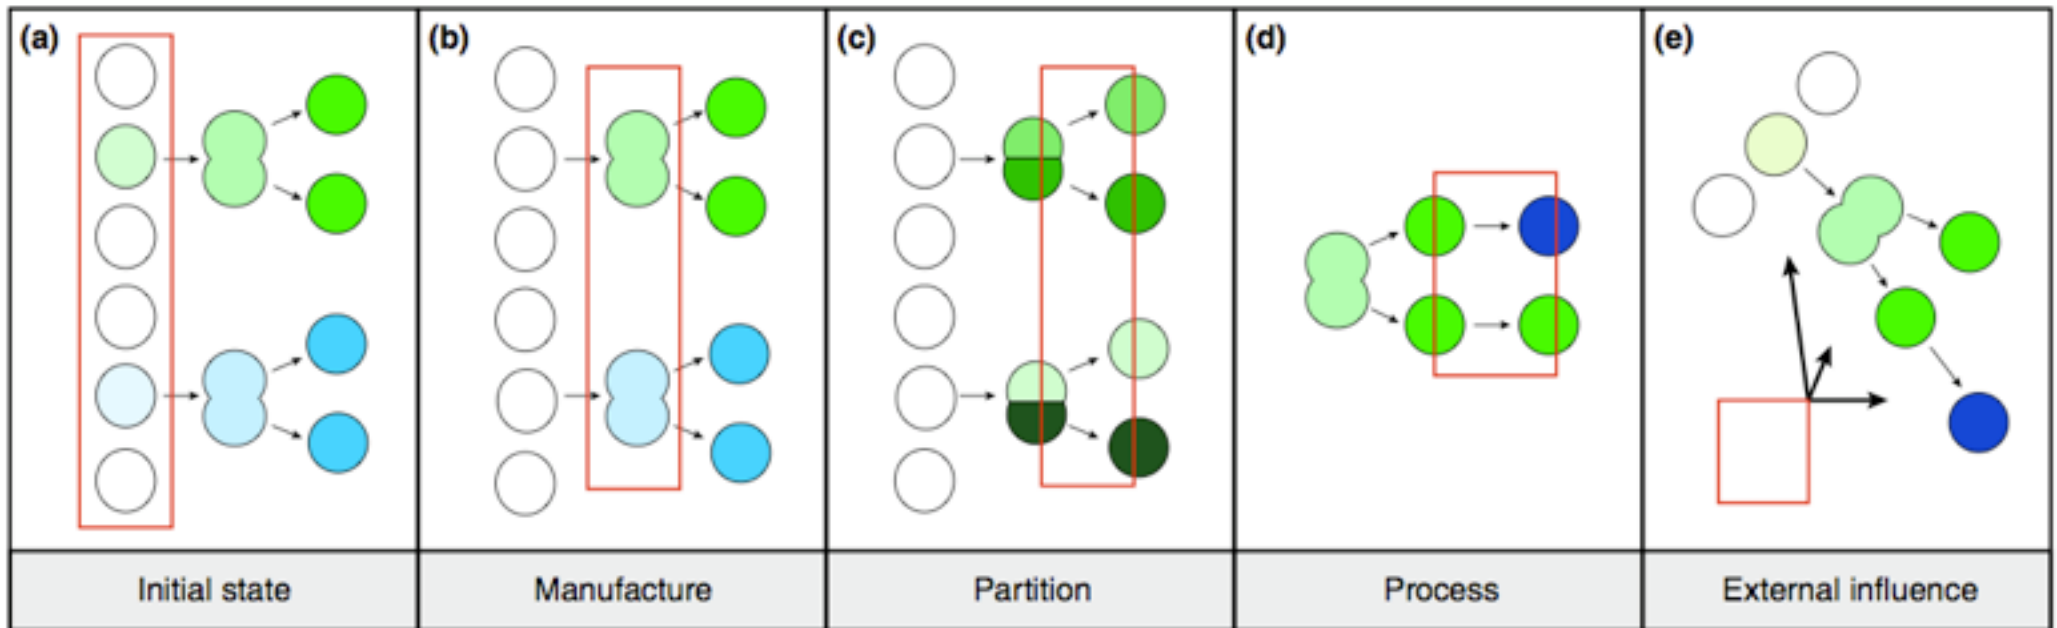 (a)
(b)
(c)
(d)
(e)
Initial state
Manufacture
Partition
Process
External influence